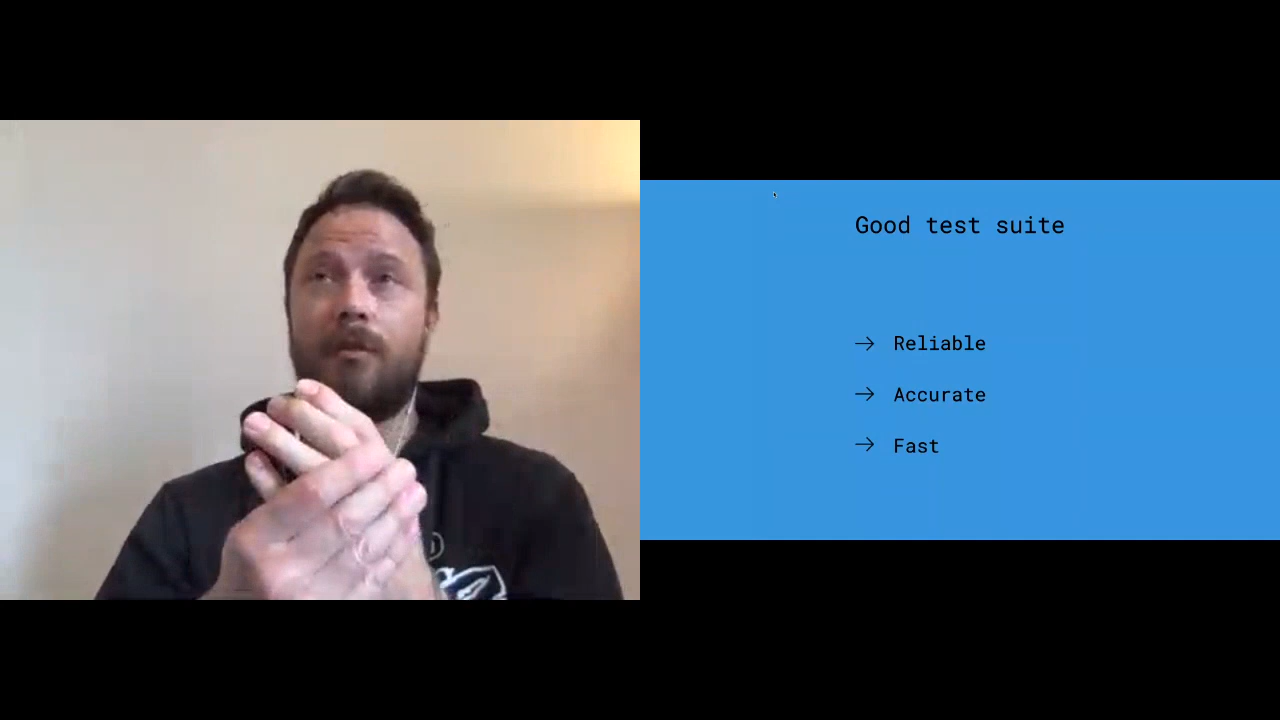 Good test suite
→ Reliable
→ Accurate
→ Fast